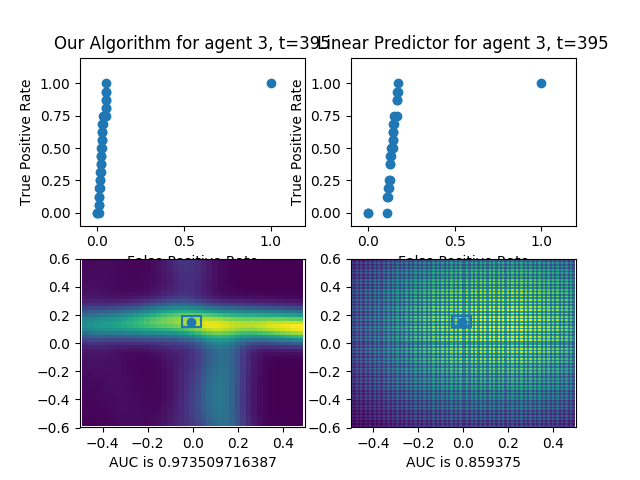 Our Algorithm for agent 3, t=395
Linear Predictor for agent 3, t=395
True Positive Rate
1.00
0.75
0.50
0.25
0.00
0.0 0.5 1.0
False Positive Rate
True Positive Rate
1.00
0.75
0.50
0.25
0.00
0.0 0.5 1.0
False Positive Rate
0.6
0.4
0.2
0.0
−0.2
−0.4
−0.6
−0.4 −0.2 0.0 0.2 0.4
AUC is 0.973509716387
0.6
0.4
0.2
0.0
−0.2
−0.4
−0.6
−0.4 −0.2 0.0 0.2 0.4
AUC is 0.859375